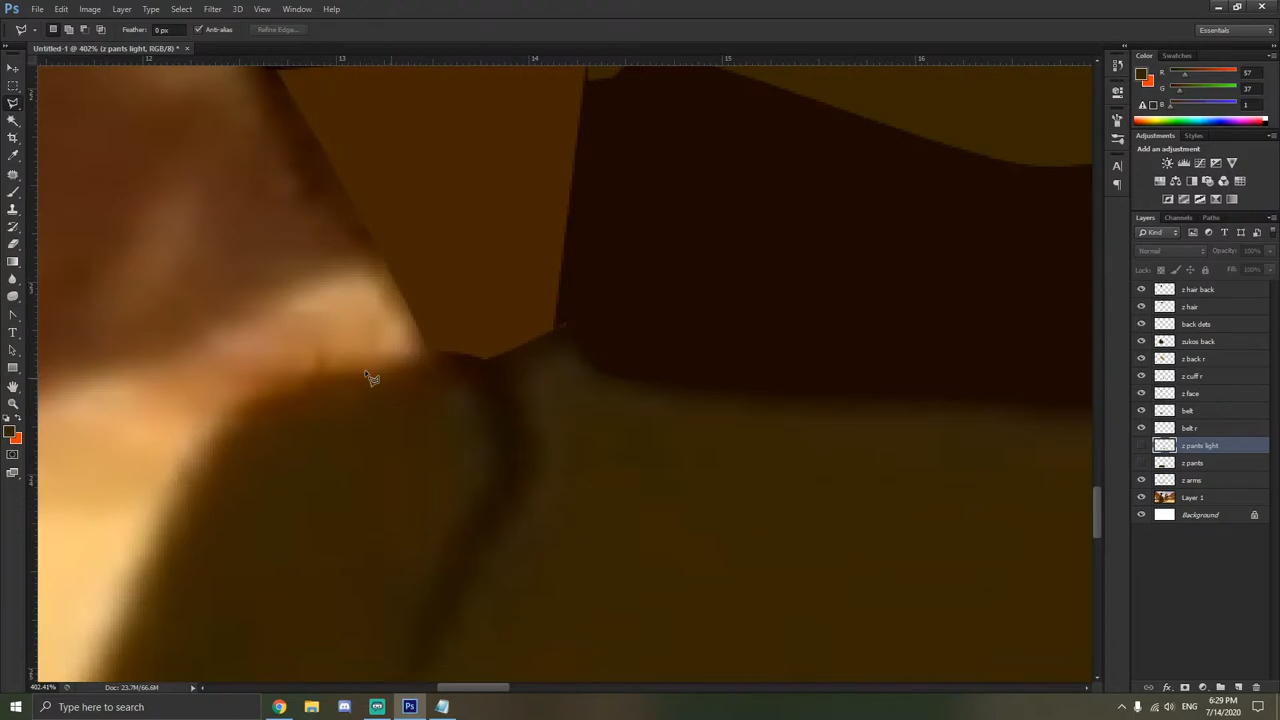 Ps File Edit Image Layer Type Select Filter 3D View Window Help
Feather: 0 px Anti-alias Refine Edge... Essentials
Untitled-1 @ 402% (z pants light, RGB/8) * ×
12 13 14 15 16
Color Swatches
R 57
G 37
B 1
Adjustments Styles
Add an adjustment
Layers Channels Paths
Kind
Normal Opacity: 100%
Lock: Fill: 100%
z hair back
z hair
back dets
zukos back
z back r
z cuff r
z face
belt
belt r
z pants light
z pants
z arms
Layer 1
Background
402.41% Doc: 23.7M/66.6M
Type here to search
Ps
ENG
6:29 PM
7/14/2020